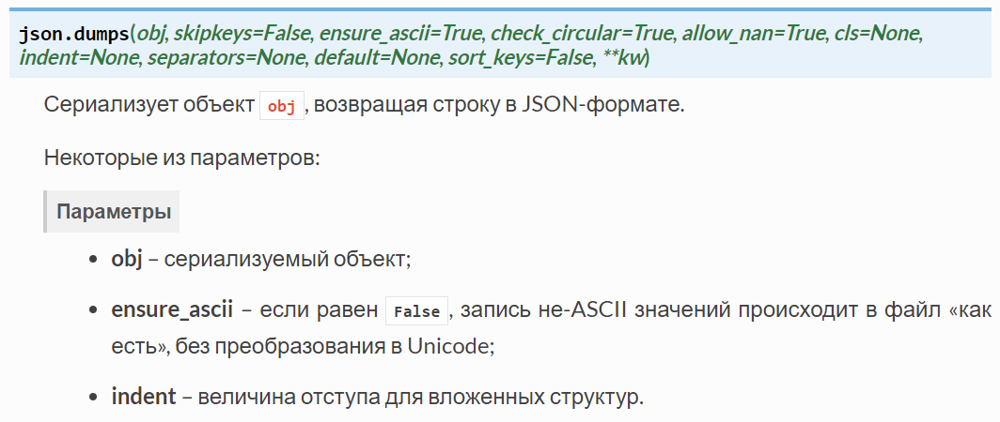 json.dumps(obj, skipkeys=False, ensure_ascii=True, check_circular=True, allow_nan=True, cls=None,
indent=None, separators=None, default=None, sort_keys=False, **kw)
Сериализует объект obj, возвращая строку в JSON-формате.
Некоторые из параметров:
Параметры
• obj – сериализуемый объект;
• ensure_ascii – если равен False, запись не-ASCII значений происходит в файл «как
есть», без преобразования в Unicode;
• indent – величина отступа для вложенных структур.